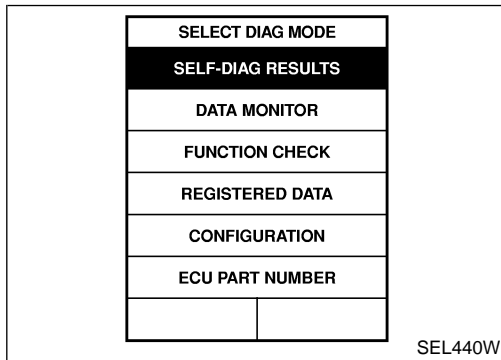 SELECT DIAG MODE
SELF-DIAG RESULTS
DATA MONITOR
FUNCTION CHECK
REGISTERED DATA
CONFIGURATION
ECU PART NUMBER
SEL440W